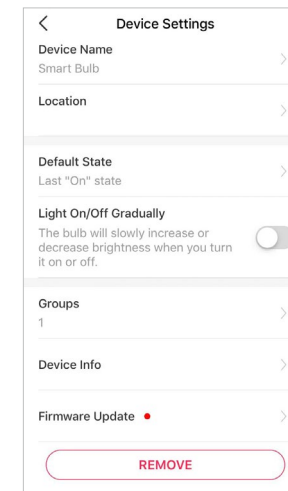 Device Settings
Device Name
Smart Bulb
Location
Default State
Last "On" state
Light On/Off Gradually
The bulb will slowly increase or
decrease brightness when you turn
it on or off.
Groups
1
Device Info
Firmware Update
REMOVE